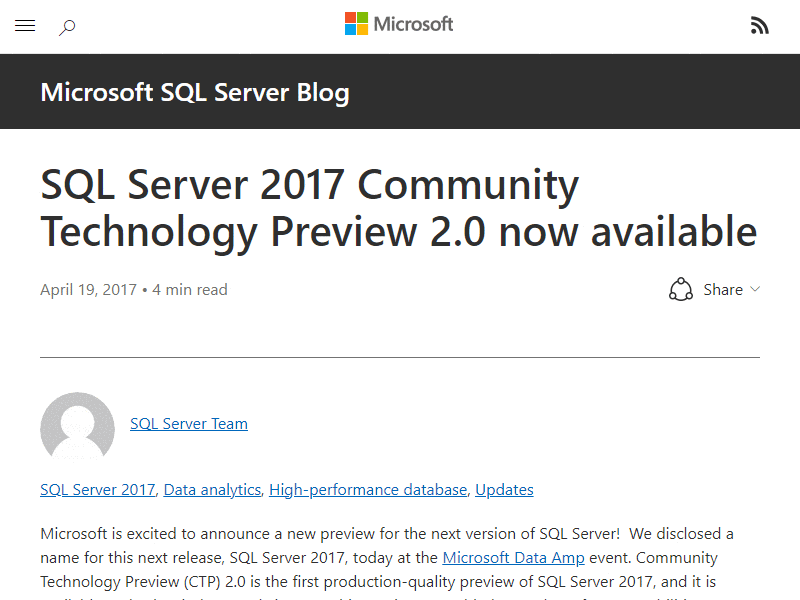 Microsoft
Microsoft SQL Server Blog
SQL Server 2017 Community
Technology Preview 2.0 now available
April 19, 2017 • 4 min read
Share
SQL Server Team
SQL Server 2017, Data analytics, High-performance database, Updates
Microsoft is excited to announce a new preview for the next version of SQL Server!  We disclosed a
name for this next release, SQL Server 2017, today at the Microsoft Data Amp event. Community
Technology Preview (CTP) 2.0 is the first production-quality preview of SQL Server 2017, and it is